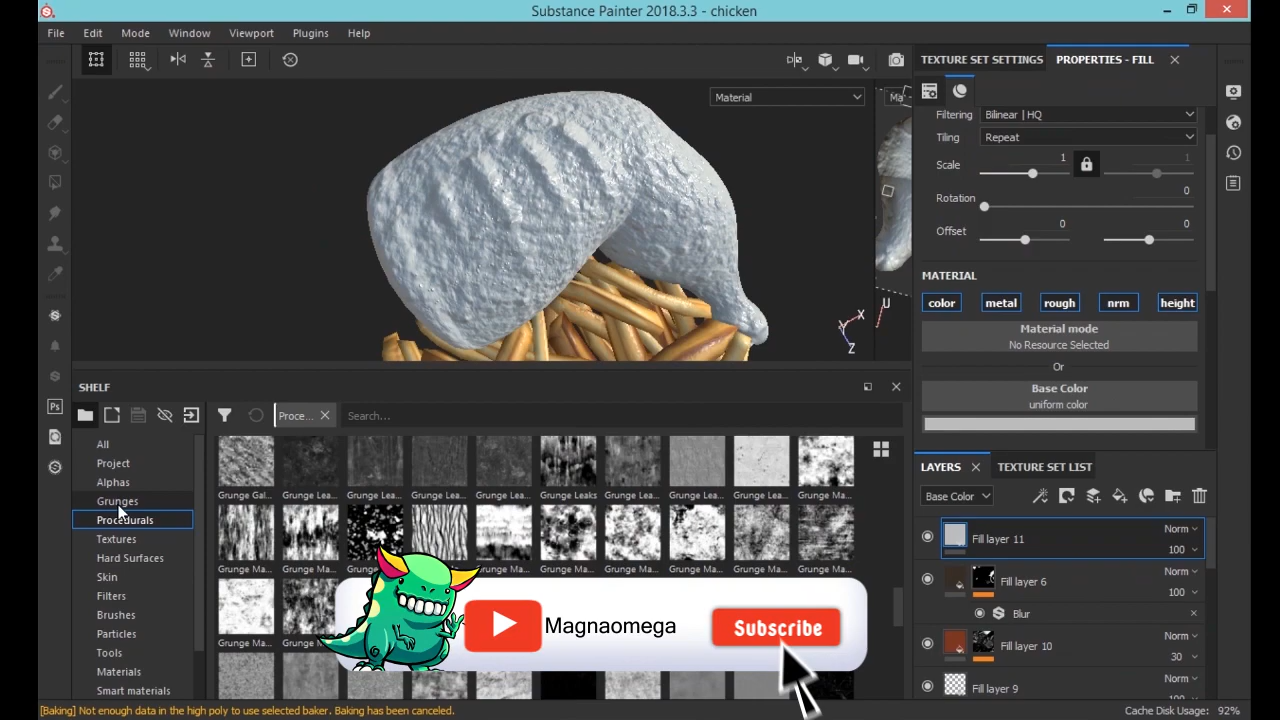 Substance Painter 2018.3.3 - chicken
File Edit Mode Window Viewport Plugins Help
Material
TEXTURE SET SETTINGS
PROPERTIES - FILL
Filtering
Bilinear | HQ
Tiling
Repeat
Scale
1
1
Rotation
0
Offset
0
0
MATERIAL
color metal rough nrm height
Material mode
No Resource Selected
Or
Base Color
uniform color
X
Y
Z
U
SHELF
Proce...
Search...
All
Project
Alphas
Grunges
Procedurals
Textures
Hard Surfaces
Skin
Filters
Brushes
Particles
Tools
Materials
Smart materials
Grunge Gal... Grunge Lea... Grunge Lea... Grunge Lea... Grunge Lea... Grunge Leaks Grunge Lea... Grunge Lea... Grunge Lea... Grunge Ma...
Grunge Ma... Grunge Ma... Grunge Ma... Grunge Ma... Grunge Ma... Grunge Ma...
Grunge Ma...
Magnaomega
Subscribe
LAYERS
TEXTURE SET LIST
Base Color
Fill layer 11
Norm
100
Fill layer 6
Norm
100
Blur
Fill layer 10
Norm
30
Fill layer 9
Norm
[Baking] Not enough data in the high poly to use selected baker. Baking has been canceled.
Cache Disk Usage: 92%